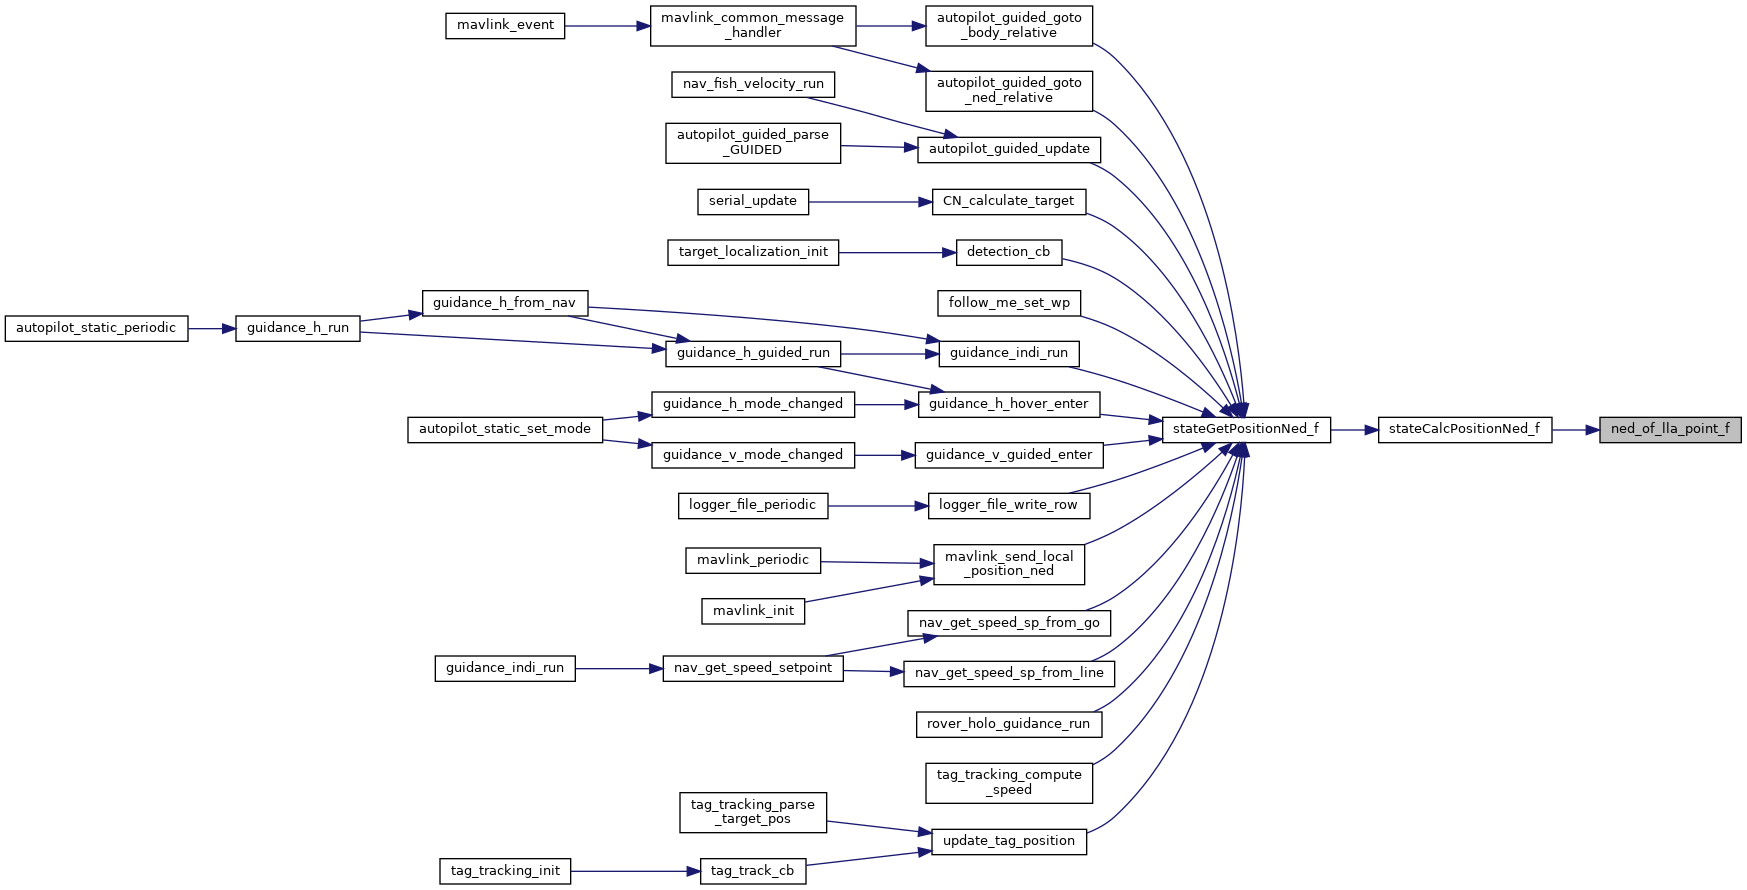 mavlink_event
mavlink_common_message
_handler
autopilot_guided_goto
_body_relative
nav_fish_velocity_run
autopilot_guided_goto
_ned_relative
autopilot_guided_parse
_GUIDED
autopilot_guided_update
serial_update
CN_calculate_target
target_localization_init
detection_cb
guidance_h_from_nav
follow_me_set_wp
autopilot_static_periodic
guidance_h_run
guidance_h_guided_run
guidance_indi_run
guidance_h_mode_changed
guidance_h_hover_enter
autopilot_static_set_mode
stateGetPositionNed_f
stateCalcPositionNed_f
ned_of_lla_point_f
guidance_v_mode_changed
guidance_v_guided_enter
logger_file_periodic
logger_file_write_row
mavlink_periodic
mavlink_send_local
_position_ned
mavlink_init
nav_get_speed_sp_from_go
guidance_indi_run
nav_get_speed_setpoint
nav_get_speed_sp_from_line
rover_holo_guidance_run
tag_tracking_compute
_speed
tag_tracking_parse
_target_pos
update_tag_position
tag_tracking_init
tag_track_cb